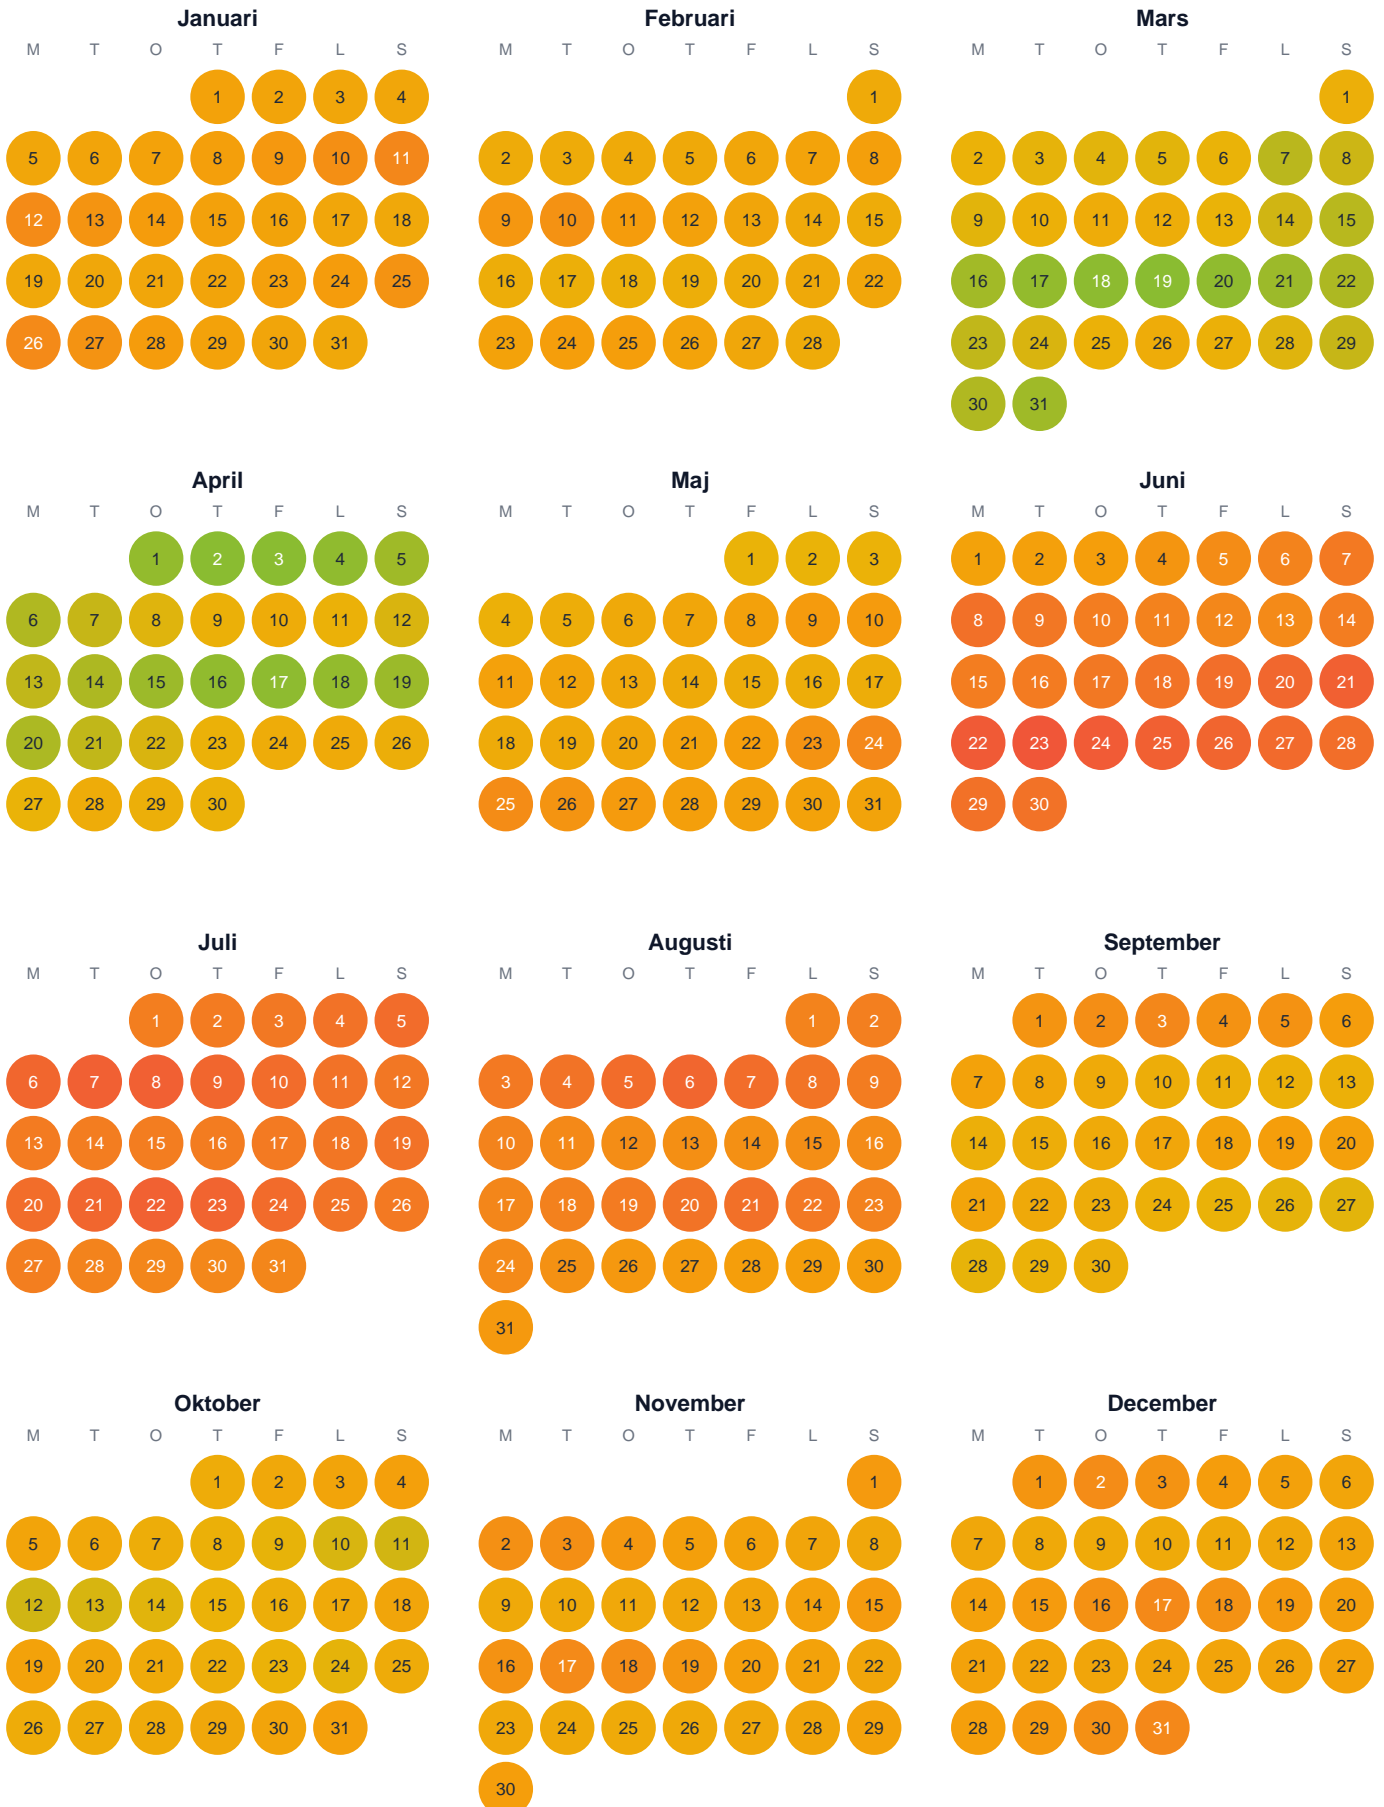 Januari Februari Mars
M T O T F L S M T O T F L S M T O T F L S
1 2 3 4 1 1
5 6 7 8 9 10 11 2 3 4 5 6 7 8 2 3 4 5 6 7 8
12 13 14 15 16 17 18 9 10 11 12 13 14 15 9 10 11 12 13 14 15
19 20 21 22 23 24 25 16 17 18 19 20 21 22 16 17 18 19 20 21 22
26 27 28 29 30 31 23 24 25 26 27 28 23 24 25 26 27 28 29
30 31
April Maj Juni
M T O T F L S M T O T F L S M T O T F L S
1 2 3 4 5 1 2 3 1 2 3 4 5 6 7
6 7 8 9 10 11 12 4 5 6 7 8 9 10 8 9 10 11 12 13 14
13 14 15 16 17 18 19 11 12 13 14 15 16 17 15 16 17 18 19 20 21
20 21 22 23 24 25 26 18 19 20 21 22 23 24 22 23 24 25 26 27 28
27 28 29 30 25 26 27 28 29 30 31 29 30
Juli Augusti September
M T O T F L S M T O T F L S M T O T F L S
1 2 3 4 5 1 2 1 2 3 4 5 6
6 7 8 9 10 11 12 3 4 5 6 7 8 9 7 8 9 10 11 12 13
13 14 15 16 17 18 19 10 11 12 13 14 15 16 14 15 16 17 18 19 20
20 21 22 23 24 25 26 17 18 19 20 21 22 23 21 22 23 24 25 26 27
27 28 29 30 31 24 25 26 27 28 29 30 28 29 30
31
Oktober November December
M T O T F L S M T O T F L S M T O T F L S
1 2 3 4 1 1 2 3 4 5 6
5 6 7 8 9 10 11 2 3 4 5 6 7 8 7 8 9 10 11 12 13
12 13 14 15 16 17 18 9 10 11 12 13 14 15 14 15 16 17 18 19 20
19 20 21 22 23 24 25 16 17 18 19 20 21 22 21 22 23 24 25 26 27
26 27 28 29 30 31 23 24 25 26 27 28 29 28 29 30 31
30